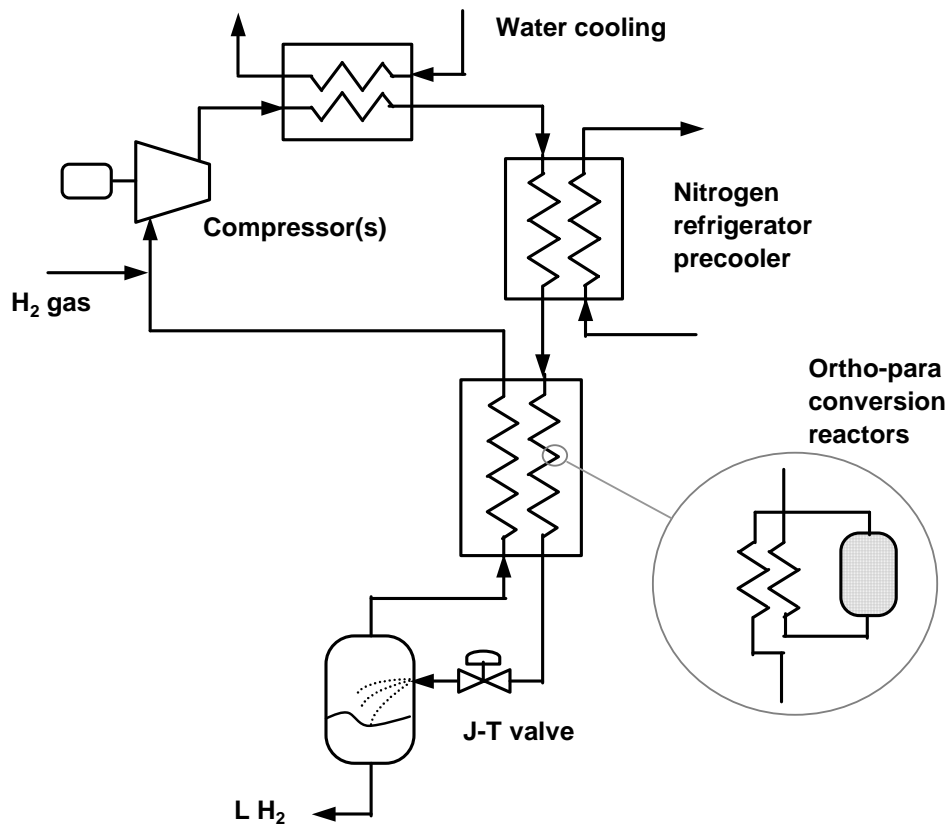 Water cooling
Compressor(s)
Nitrogen
refrigerator
precooler
H₂ gas
Ortho-para
conversion
reactors
J-T valve
L H₂